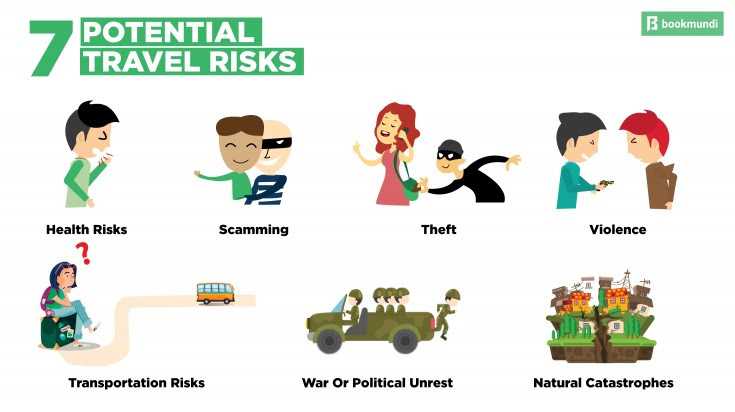 7 POTENTIAL
TRAVEL RISKS
bookmundi
Health Risks
Scamming
Theft
Violence
?
Transportation Risks
War Or Political Unrest
Natural Catastrophes